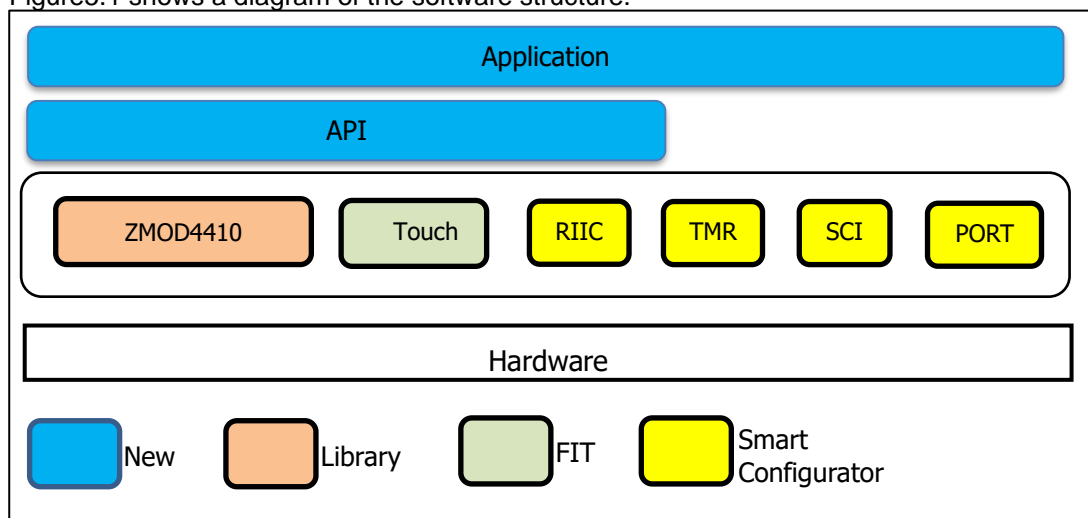 Figure5.1 shows a diagram of the software structure.
Application
API
ZMOD4410 Touch RIIC TMR SCI PORT
Hardware
New Library FIT Smart
Configurator